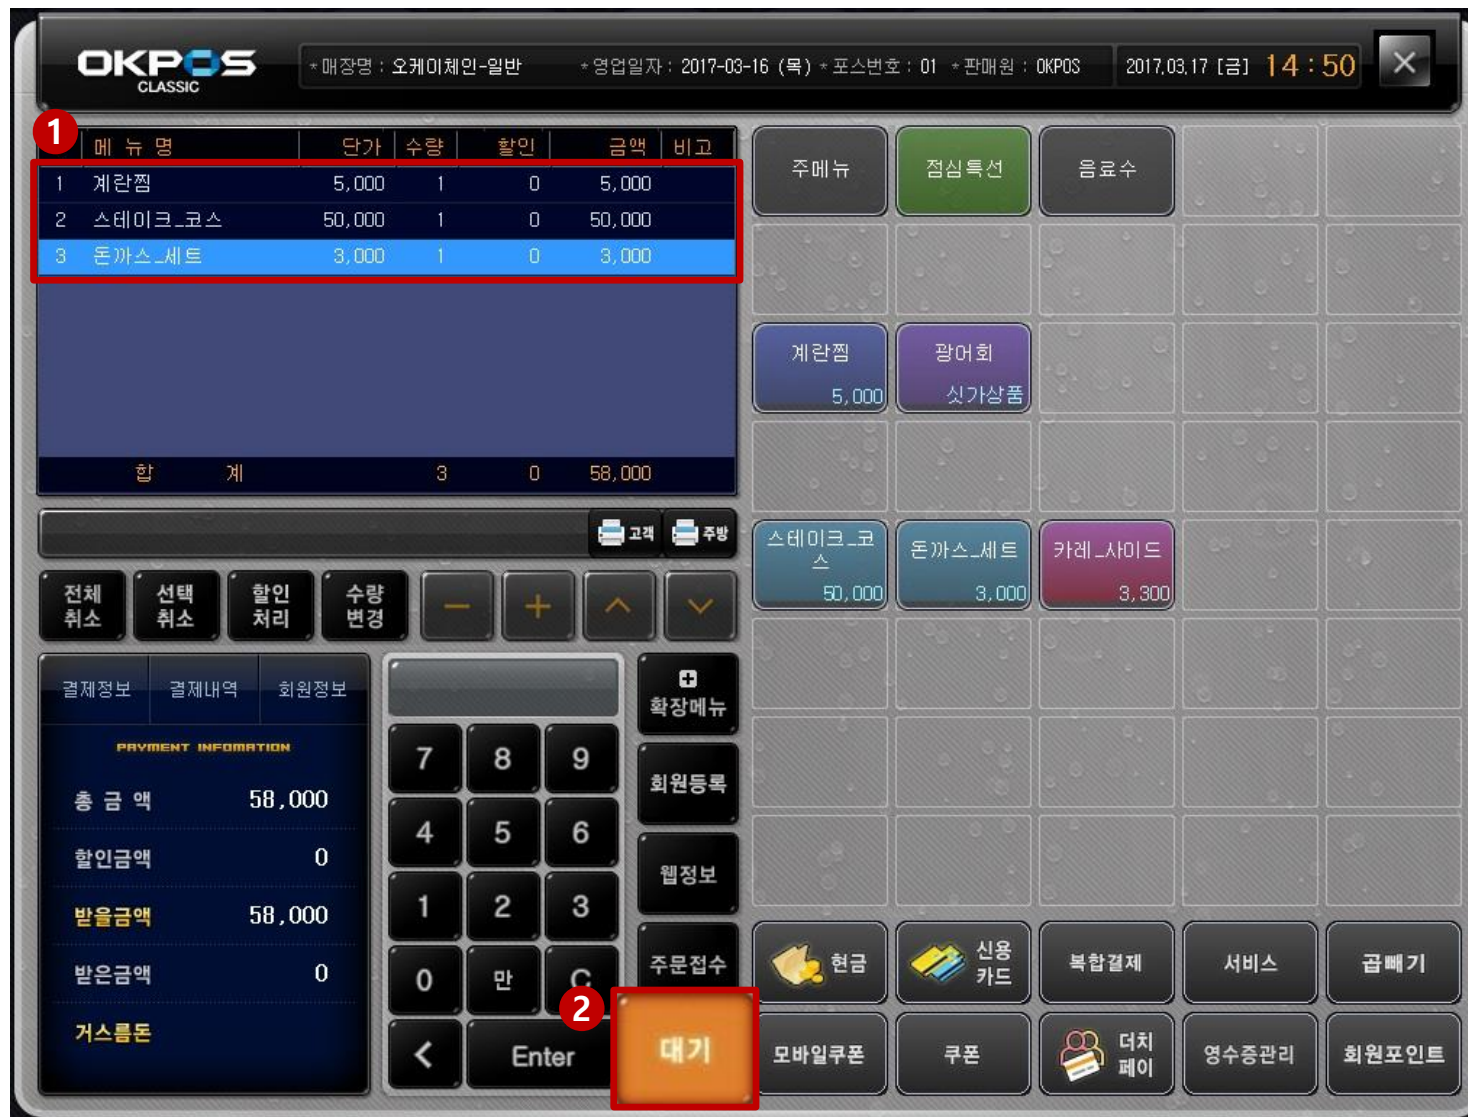 OKPOS
CLASSIC
*매장명 : 오케이체인-일반 *영업일자 : 2017-03-16 (목) *포스번호 : 01 *판매원 : OKPOS 2017.03.17 [금] 14:50
1
메 뉴 명 단가 수량 할인 금액 비고
1 계란찜 5,000 1 0 5,000
2 스테이크_코스 50,000 1 0 50,000
3 돈까스_세트 3,000 1 0 3,000
합 계 3 0 58,000
고객 주방
전체 취소
선택 취소
할인 처리
수량 변경
- +
결제정보 결제내역 회원정보
PAYMENT INFOMATION
총 금 액 58,000
할인금액 0
받을금액 58,000
받은금액 0
거스름돈
7 8 9
4 5 6
1 2 3
0 만 C
Enter
확장메뉴
회원등록
웹정보
주문접수
2
대기
주메뉴 점심특선 음료수
계란찜
5,000
광어회
싯가상품
스테이크_코
스
50,000
돈까스_세트
3,000
카레_사이드
3,300
현금
신용
카드
복합결제
서비스
곱빼기
모바일쿠폰
쿠폰
더치
페이
영수증관리
회원포인트